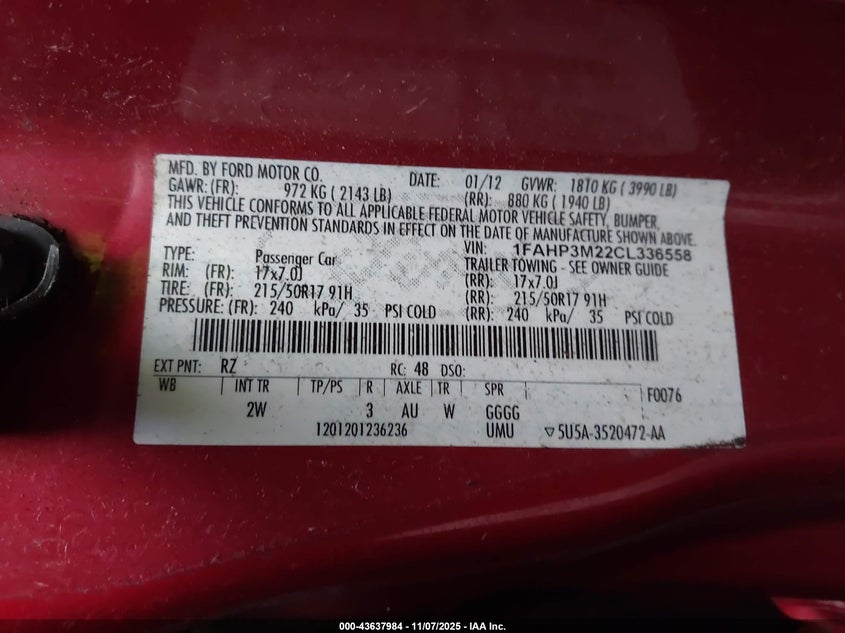 MFD. BY FORD MOTOR CO. DATE: 01/12 GVWR: 1810 KG ( 3990 LB)
GAWR: (FR): 972 KG ( 2143 LB) (RR): 880 KG ( 1940 LB)
THIS VEHICLE CONFORMS TO ALL APPLICABLE FEDERAL MOTOR VEHICLE SAFETY, BUMPER,
AND THEFT PREVENTION STANDARDS IN EFFECT ON THE DATE OF MANUFACTURE SHOWN ABOVE.
VIN: 1FAHP3M22CL336558
TYPE: Passenger Car TRAILER TOWING - SEE OWNER GUIDE
RIM: (FR): 17x7.0J (RR): 17x7.0J
TIRE: (FR): 215/50R17 91H (RR): 215/50R17 91H
PRESSURE: (FR): 240 kPa/ 35 PSI COLD (RR): 240 kPa/ 35 PSI COLD
EXT PNT: RZ RC: 48 DSO:
WB INT TR TP/PS R AXLE TR SPR F0076
2W 3 AU W GGGG
1201201236236 UMU ▽5U5A-3520472-AA
000-43637984 - 11/07/2025 - IAA Inc.